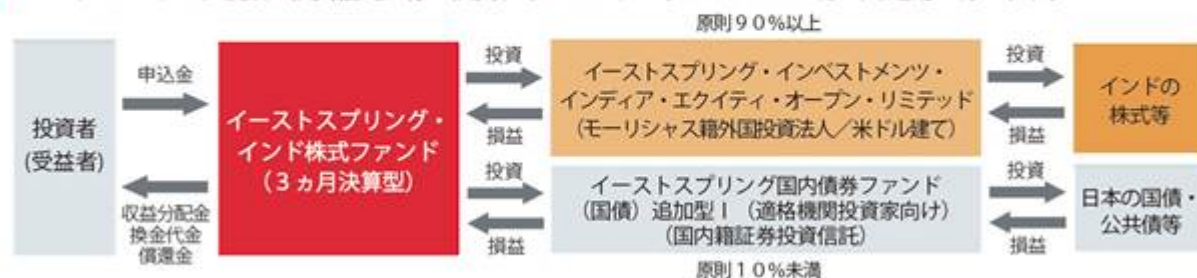 原則90%以上
投資者
(受益者)
申込金
収益分配金
換金代金
償還金
イーストスプリング・
インド株式ファンド
(3ヵ月決算型)
投資
損益
投資
損益
イーストスプリング・インベストメンツ・
インディア・エクイティ・オープン・リミテッド
(モーリシャス籍外国投資法人/米ドル建て)
イーストスプリング国内債券ファンド
(国債)追加型Ⅰ(適格機関投資家向け)
(国内籍証券投資信託)
投資
損益
投資
損益
インドの
株式等
日本の国債・
公共債等
原則10%未満